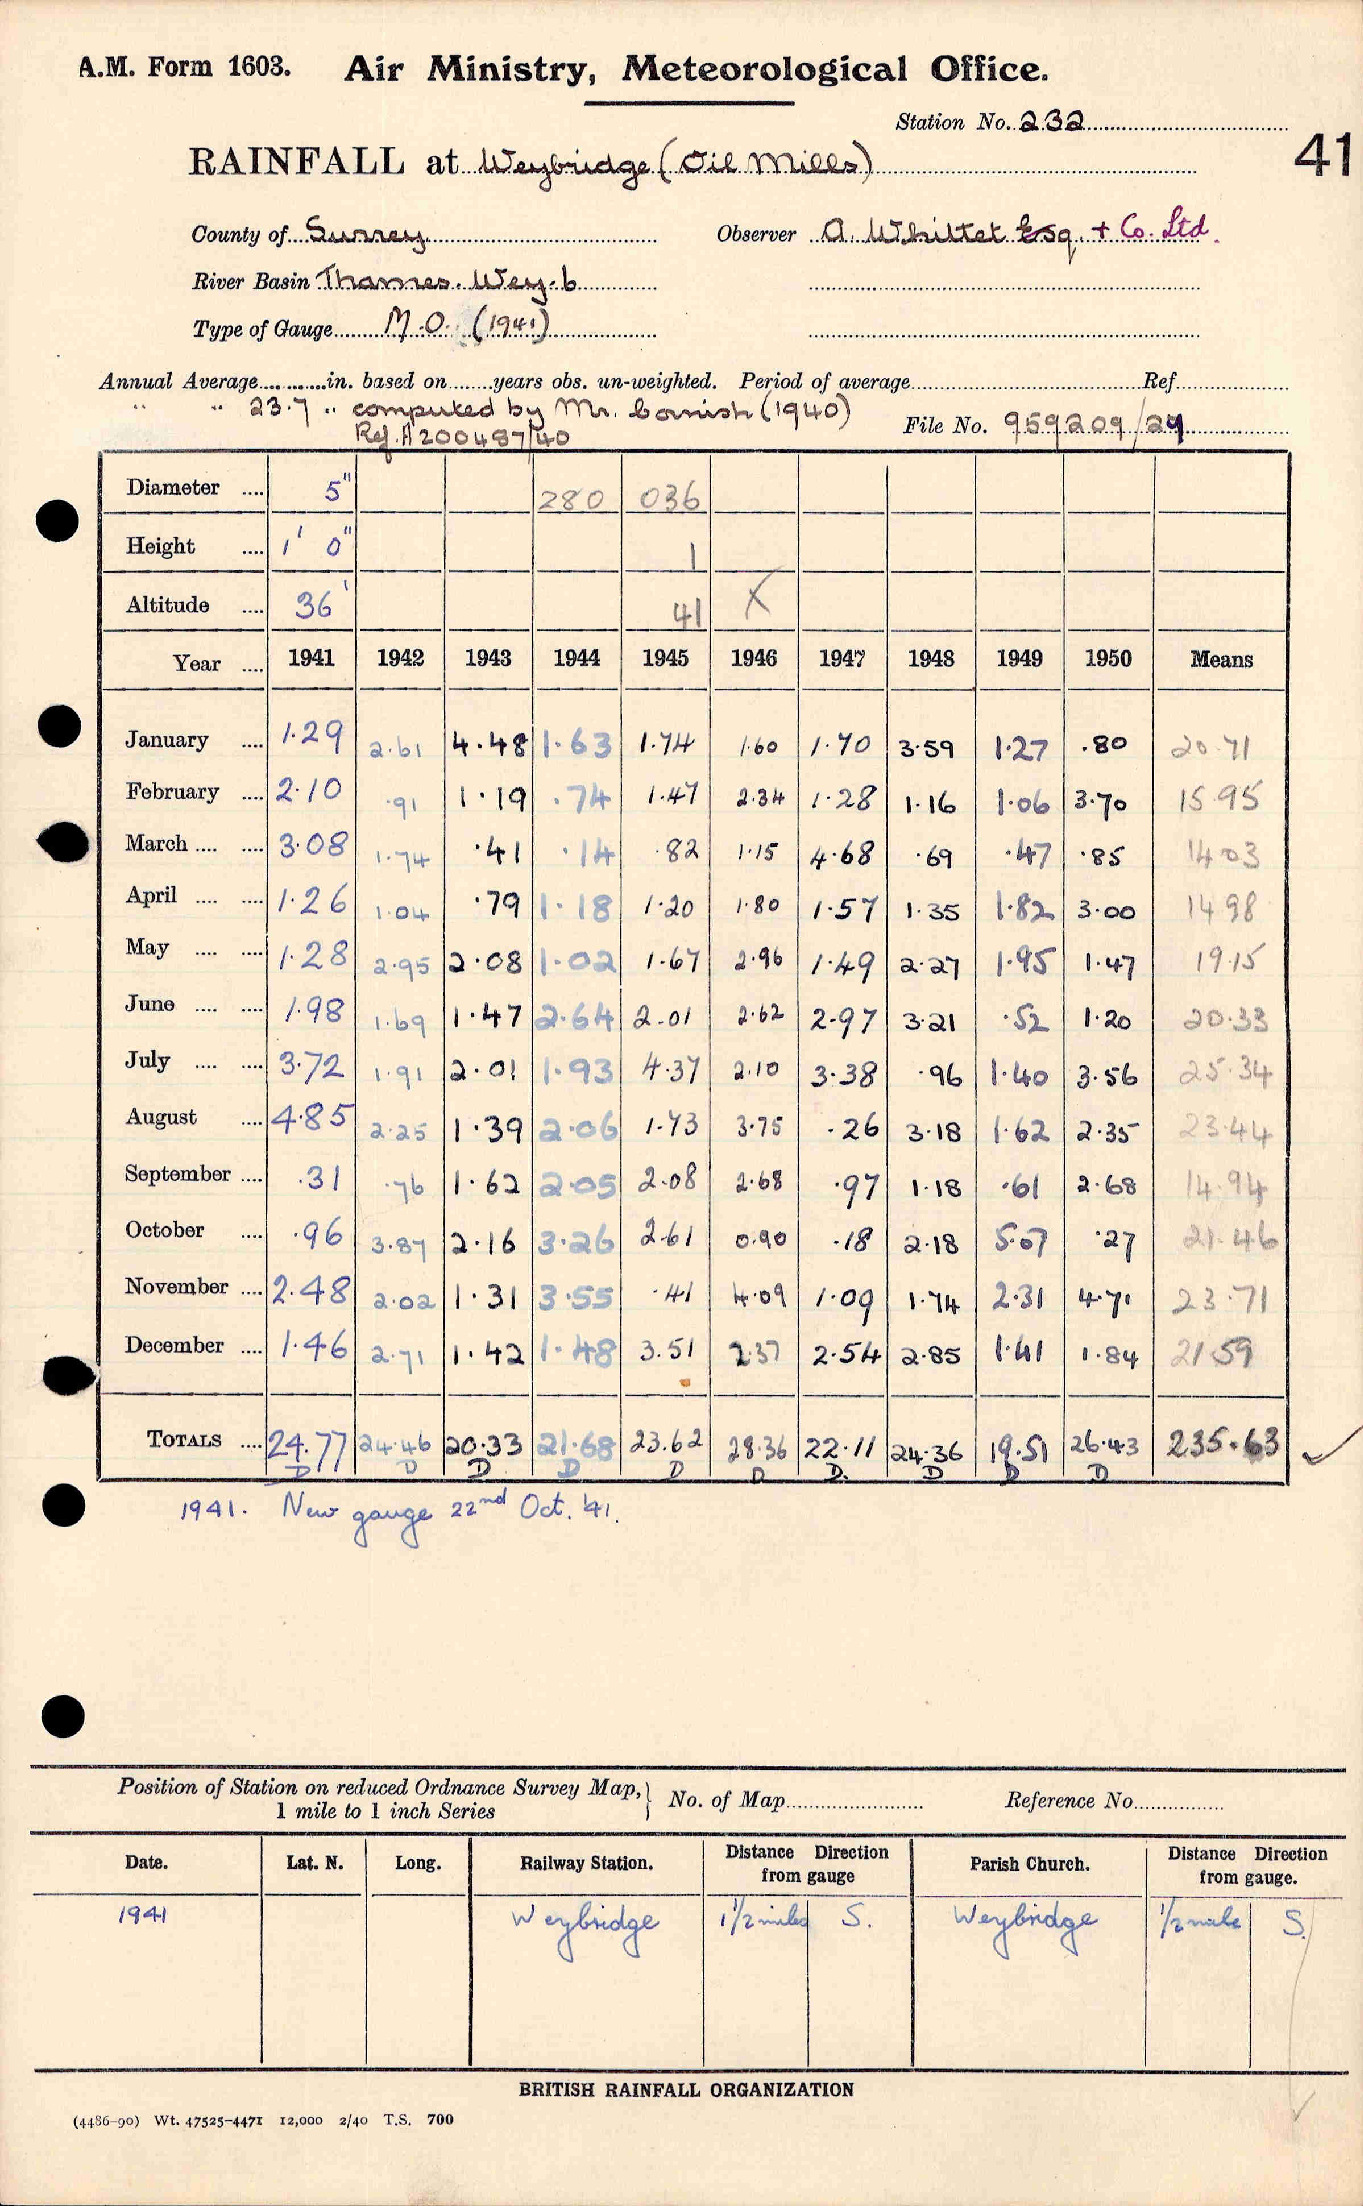 A.M. Form 1603. Air Ministry, Meteorological Office.
Station No. 232
41
RAINFALL at Weybridge (Oil Mills)
County of Surrey Observer A. Whittet Esq. + Co. Ltd.
River Basin Thames. Wey. b
Type of Gauge M.O. (1941)
Annual Average in. based on years obs. un-weighted. Period of average Ref
" " 23.7 " computed by Mr. Cornish (1940)
File No. 959209/24
Ref. A200487/40
Diameter 5" 280 036
Height 1' 0" 1
Altitude 36' 41 X
Year 1941 1942 1943 1944 1945 1946 1947 1948 1949 1950 Means
January 1.29 2.61 4.48 1.63 1.74 1.60 1.70 3.59 1.27 .80 20.71
February 2.10 .91 1.19 .74 1.47 2.34 1.28 1.16 1.06 3.70 15.95
March 3.08 1.74 .41 .14 .82 1.15 4.68 .69 .47 .85 14.03
April 1.26 1.04 .79 1.18 1.20 1.80 1.57 1.35 1.82 3.00 14.98
May 1.28 2.95 2.08 1.02 1.67 2.96 1.49 2.27 1.95 1.47 19.15
June 1.98 1.69 1.47 2.64 2.01 2.62 2.97 3.21 .52 1.20 20.33
July 3.72 1.91 2.01 1.93 4.37 2.10 3.38 .96 1.40 3.56 25.34
August 4.85 2.25 1.39 2.06 1.73 3.75 .26 3.18 1.62 2.35 23.44
September .31 .76 1.62 2.05 2.08 2.68 .97 1.18 .61 2.68 14.94
October .96 3.87 2.16 3.26 2.61 0.90 .18 2.18 5.07 .27 21.46
November 2.48 2.02 1.31 3.55 .41 4.09 1.09 1.74 2.31 4.71 23.71
December 1.46 2.71 1.42 1.48 3.51 2.37 2.54 2.85 1.41 1.84 21.59
TOTALS 24.77 24.46 20.33 21.68 23.62 28.36 22.11 24.36 19.51 26.43 235.63
D D D D D D D. D D D
1941. New gauge 22nd Oct. '41.
Position of Station on reduced Ordnance Survey Map, 1 mile to 1 inch Series No. of Map Reference No.
Date. Lat. N. Long. Railway Station. Distance Direction from gauge Parish Church. Distance Direction from gauge.
1941 Weybridge 1 1/2 miles S. Weybridge 1/2 mile S.
BRITISH RAINFALL ORGANIZATION
(4486-90) Wt. 47525-4471 12,000 2/40 T.S. 700